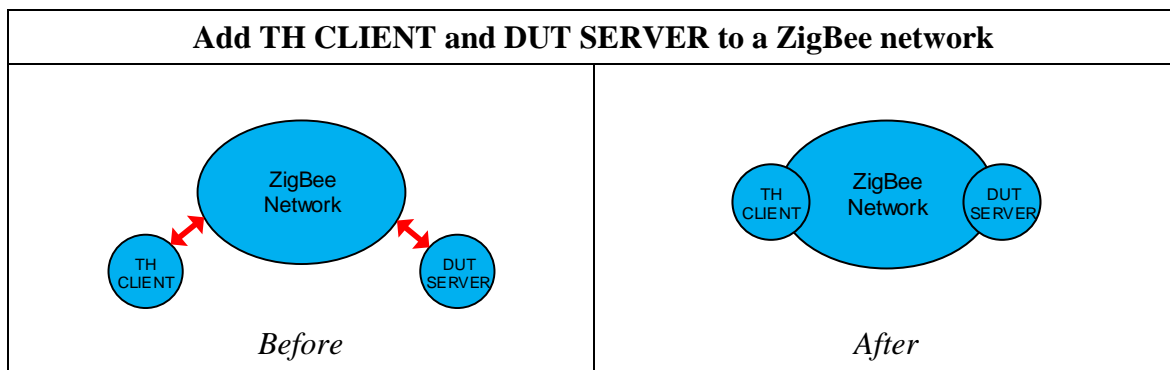 Add TH CLIENT and DUT SERVER to a ZigBee network
ZigBee
Network
TH
CLIENT
DUT
SERVER
Before
ZigBee
Network
TH
CLIENT
DUT
SERVER
After